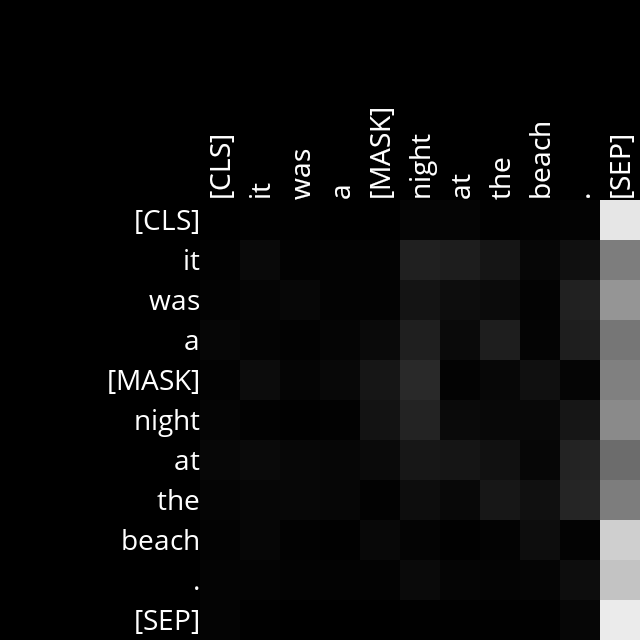 [CLS] it was a [MASK] night at the beach . [SEP]
[CLS]
it
was
a
[MASK]
night
at
the
beach
.
[SEP]